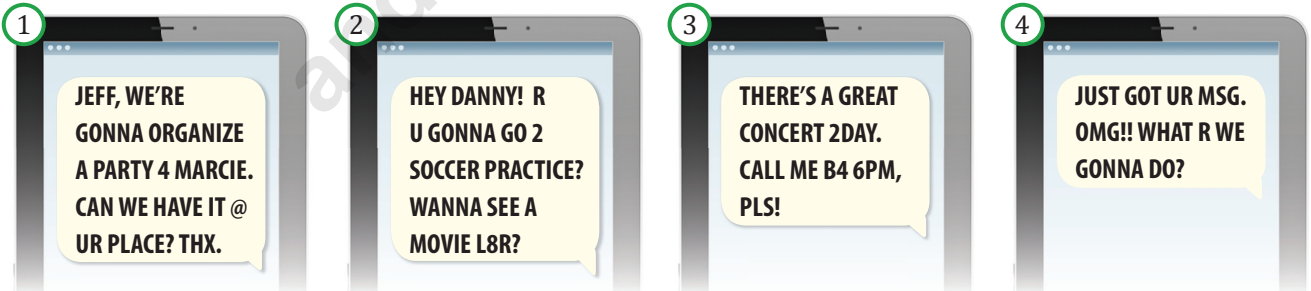 1
JEFF, WE'RE
GONNA ORGANIZE
A PARTY 4 MARCIE.
CAN WE HAVE IT @
UR PLACE? THX.
2
HEY DANNY! R
U GONNA GO 2
SOCCER PRACTICE?
WANNA SEE A
MOVIE L8R?
3
THERE'S A GREAT
CONCERT 2DAY.
CALL ME B4 6PM,
PLS!
4
JUST GOT UR MSG.
OMG!! WHAT R WE
GONNA DO?